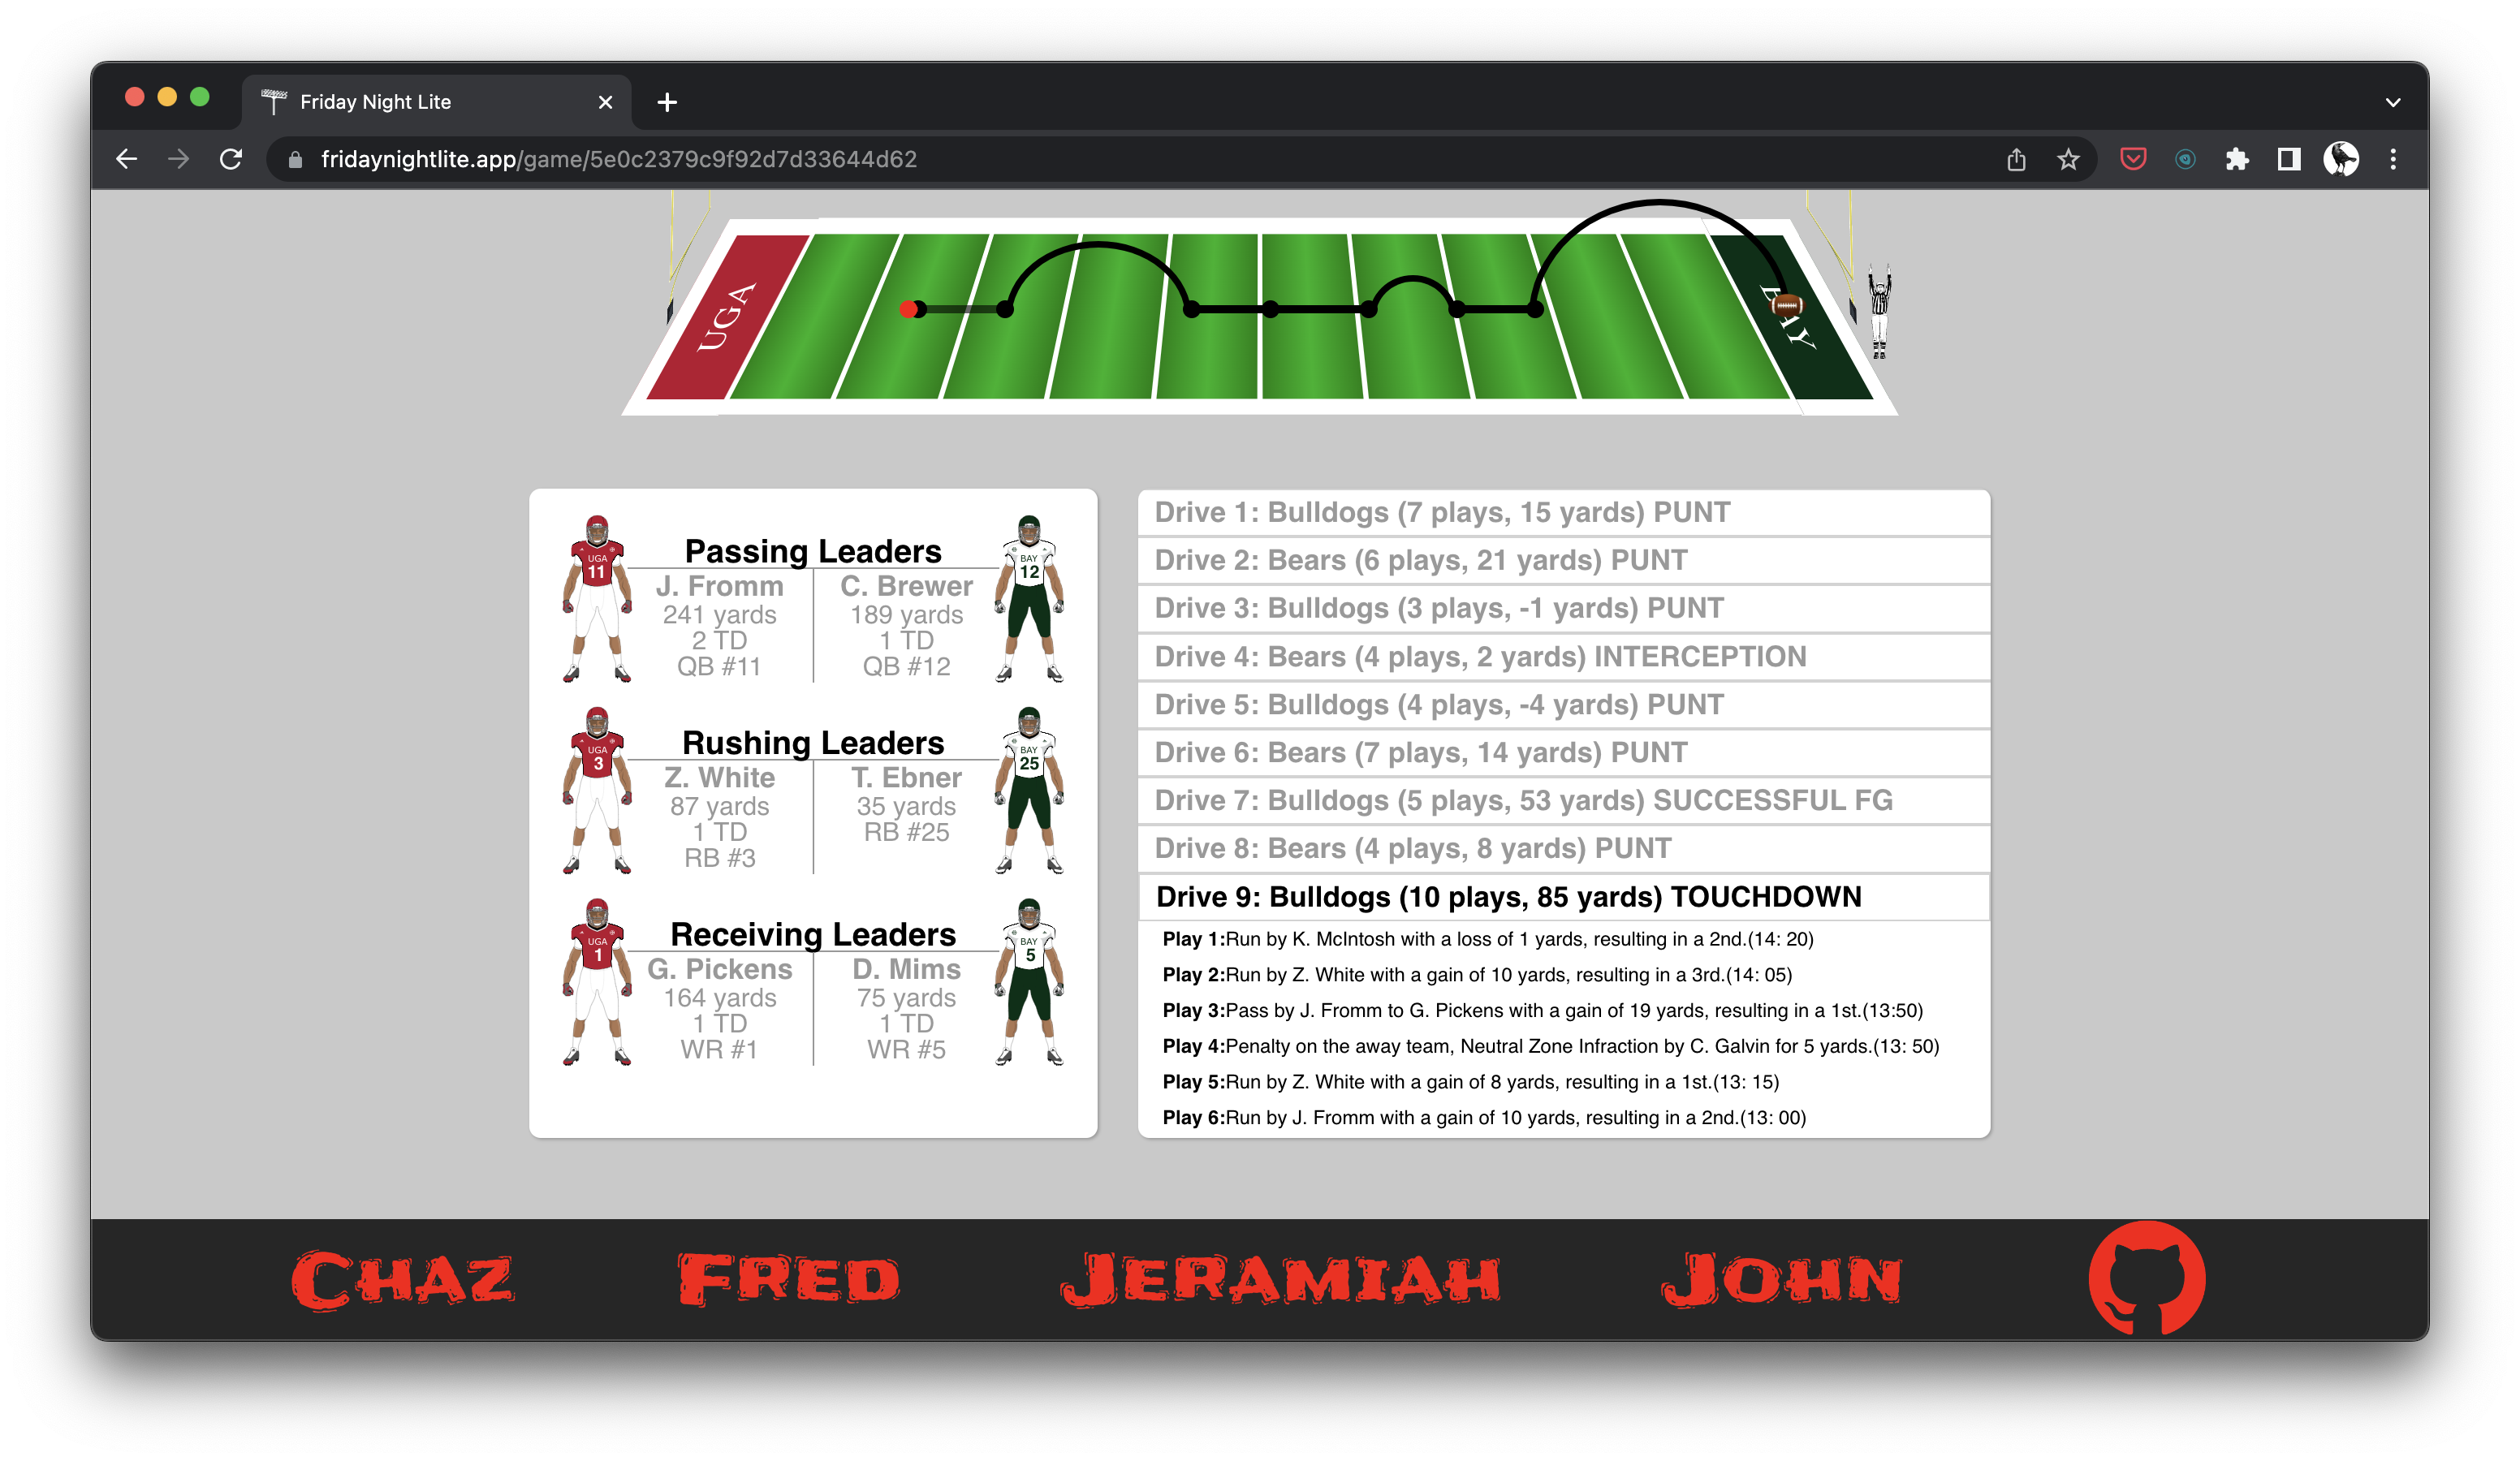 Friday Night Lite
fridaynightlite.app/game/5e0c2379c9f92d7d33644d62
UGA
Passing Leaders
UGA
11
J. Fromm
241 yards
2 TD
QB #11
C. Brewer
189 yards
1 TD
QB #12
BAY
12
Rushing Leaders
UGA
3
Z. White
87 yards
1 TD
RB #3
T. Ebner
35 yards
RB #25
BAY
25
Receiving Leaders
UGA
1
G. Pickens
164 yards
1 TD
WR #1
D. Mims
75 yards
1 TD
WR #5
BAY
5
Drive 1: Bulldogs (7 plays, 15 yards) PUNT
Drive 2: Bears (6 plays, 21 yards) PUNT
Drive 3: Bulldogs (3 plays, -1 yards) PUNT
Drive 4: Bears (4 plays, 2 yards) INTERCEPTION
Drive 5: Bulldogs (4 plays, -4 yards) PUNT
Drive 6: Bears (7 plays, 14 yards) PUNT
Drive 7: Bulldogs (5 plays, 53 yards) SUCCESSFUL FG
Drive 8: Bears (4 plays, 8 yards) PUNT
Drive 9: Bulldogs (10 plays, 85 yards) TOUCHDOWN
Play 1:Run by K. McIntosh with a loss of 1 yards, resulting in a 2nd.(14: 20)
Play 2:Run by Z. White with a gain of 10 yards, resulting in a 3rd.(14: 05)
Play 3:Pass by J. Fromm to G. Pickens with a gain of 19 yards, resulting in a 1st.(13:50)
Play 4:Penalty on the away team, Neutral Zone Infraction by C. Galvin for 5 yards.(13: 50)
Play 5:Run by Z. White with a gain of 8 yards, resulting in a 1st.(13: 15)
Play 6:Run by J. Fromm with a gain of 10 yards, resulting in a 2nd.(13: 00)
Chaz
Fred
Jeramiah
John